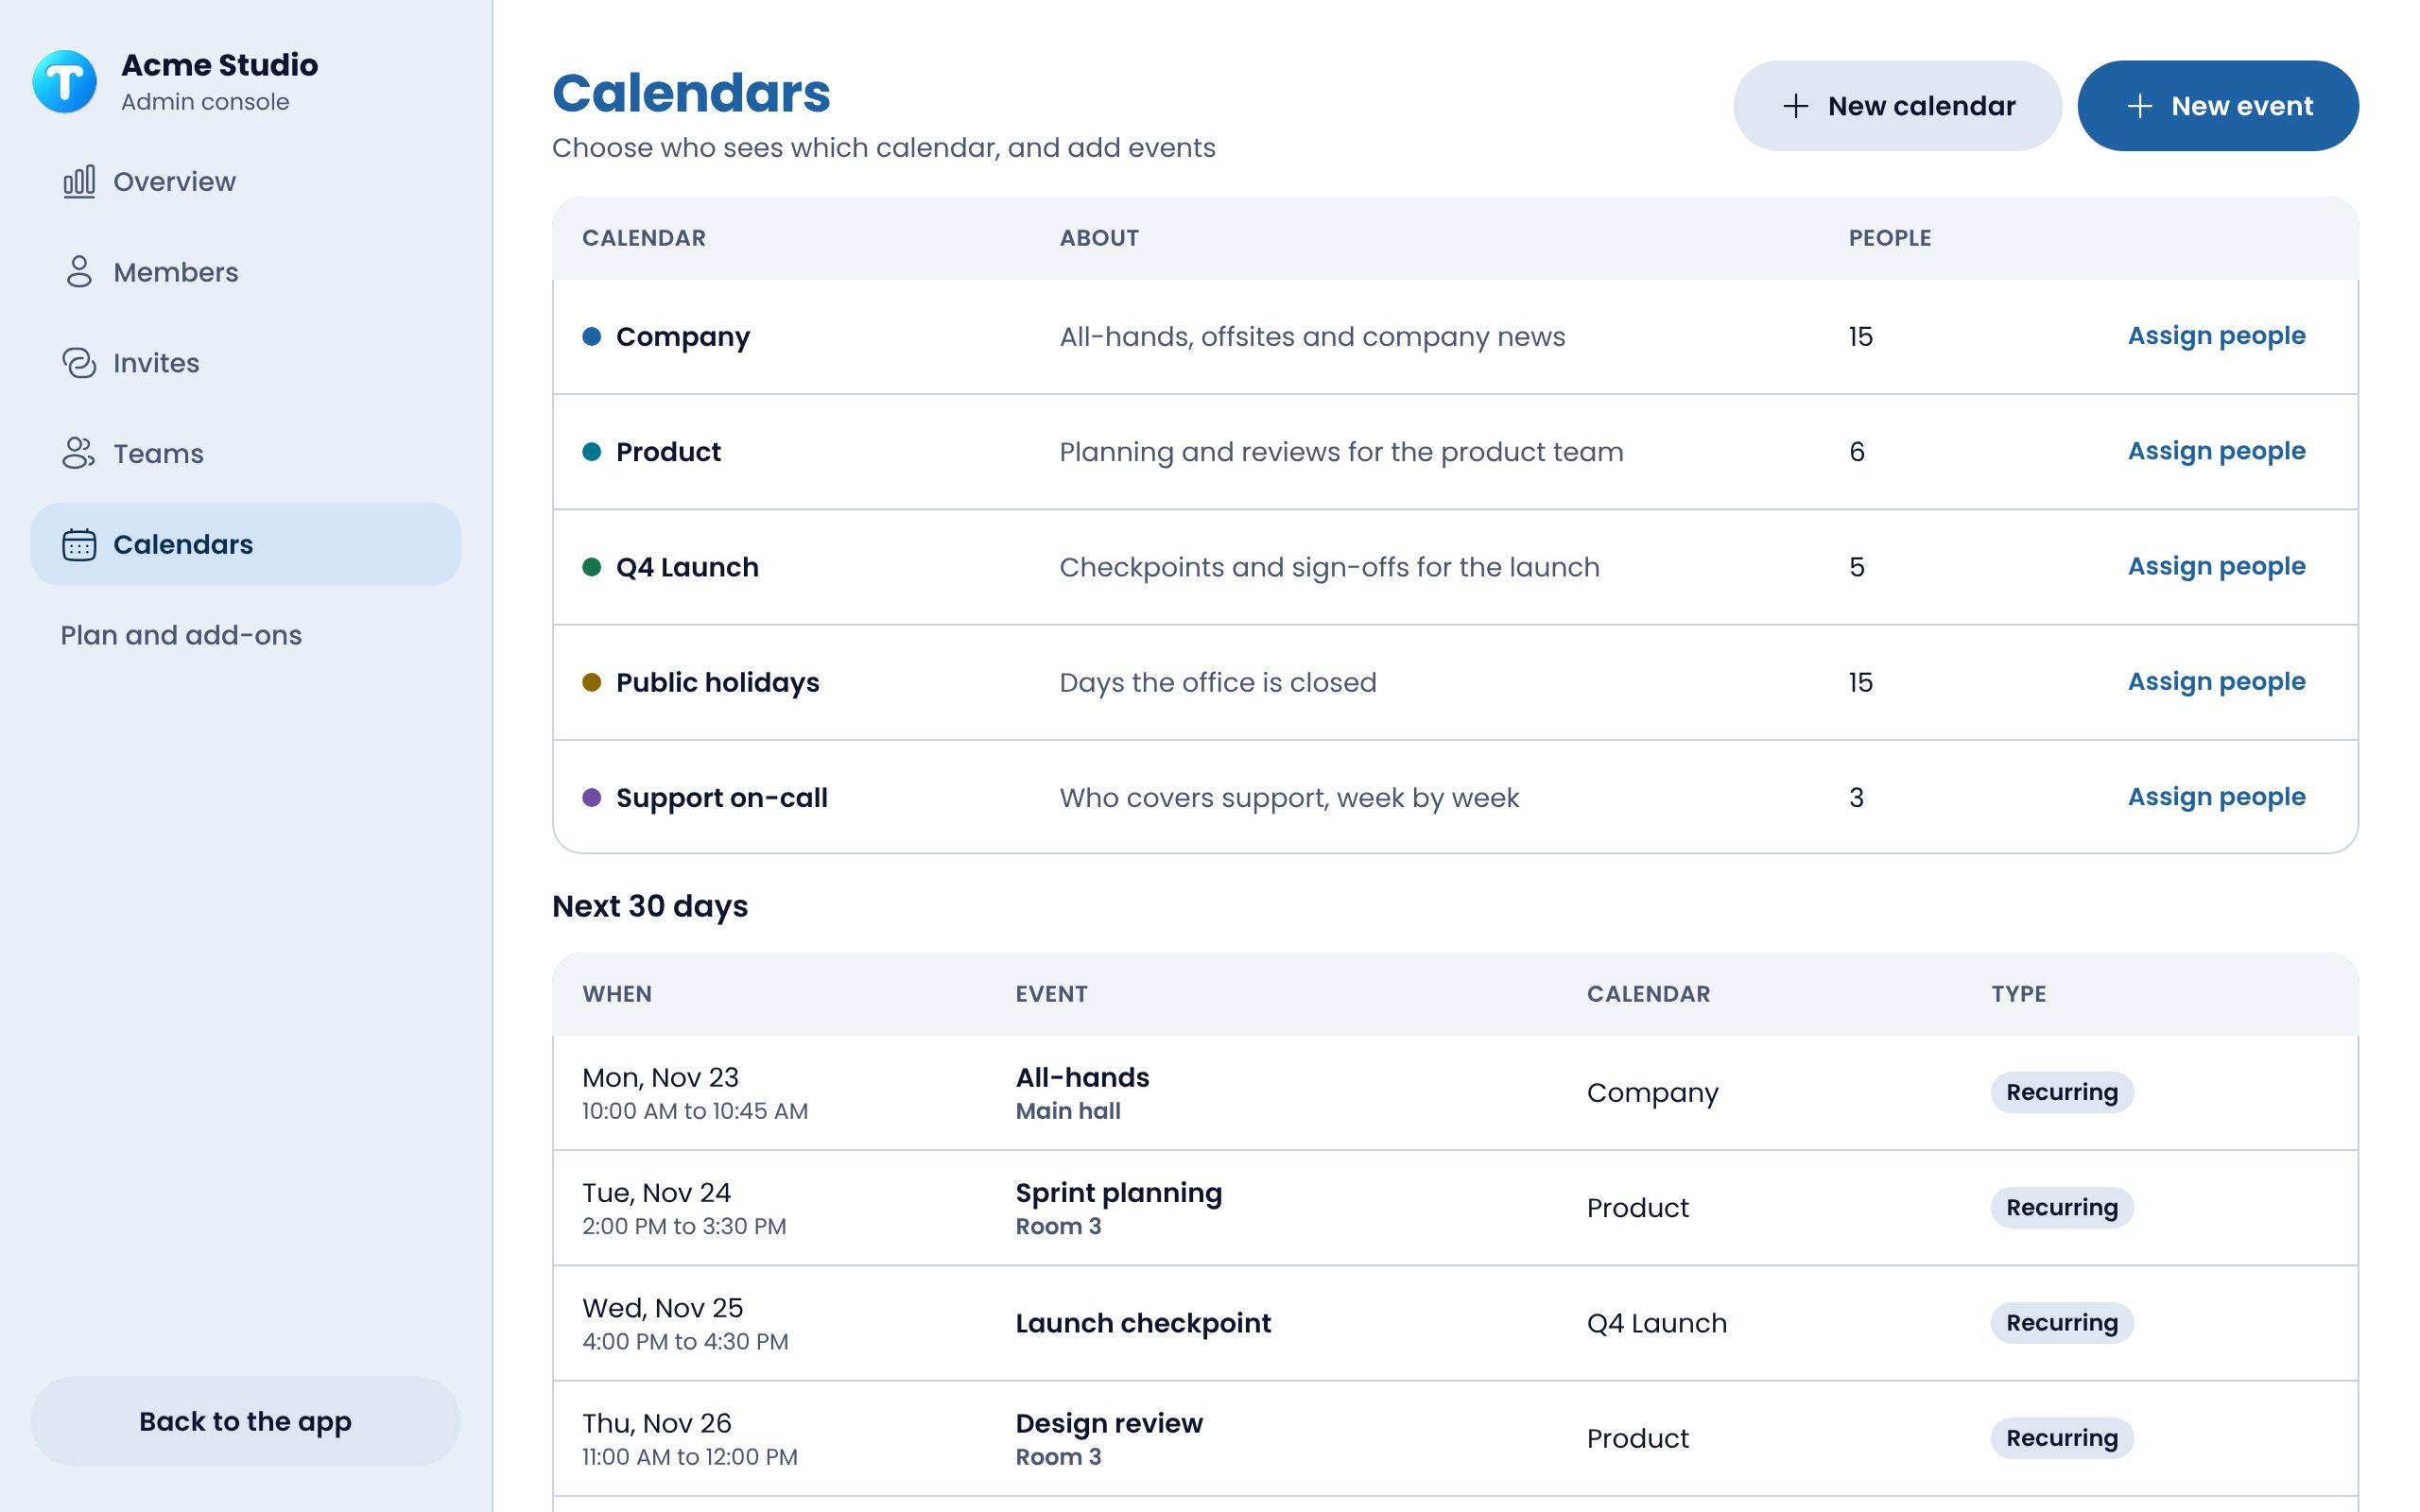 Acme Studio
Admin console
Overview
Members
Invites
Teams
Calendars
Plan and add-ons
Back to the app
Calendars
Choose who sees which calendar, and add events
New calendar
New event
CALENDAR ABOUT PEOPLE
Company All-hands, offsites and company news 15 Assign people
Product Planning and reviews for the product team 6 Assign people
Q4 Launch Checkpoints and sign-offs for the launch 5 Assign people
Public holidays Days the office is closed 15 Assign people
Support on-call Who covers support, week by week 3 Assign people
Next 30 days
WHEN EVENT CALENDAR TYPE
Mon, Nov 23 All-hands Company Recurring
10:00 AM to 10:45 AM Main hall
Tue, Nov 24 Sprint planning Product Recurring
2:00 PM to 3:30 PM Room 3
Wed, Nov 25 Launch checkpoint Q4 Launch Recurring
4:00 PM to 4:30 PM
Thu, Nov 26 Design review Product Recurring
11:00 AM to 12:00 PM Room 3